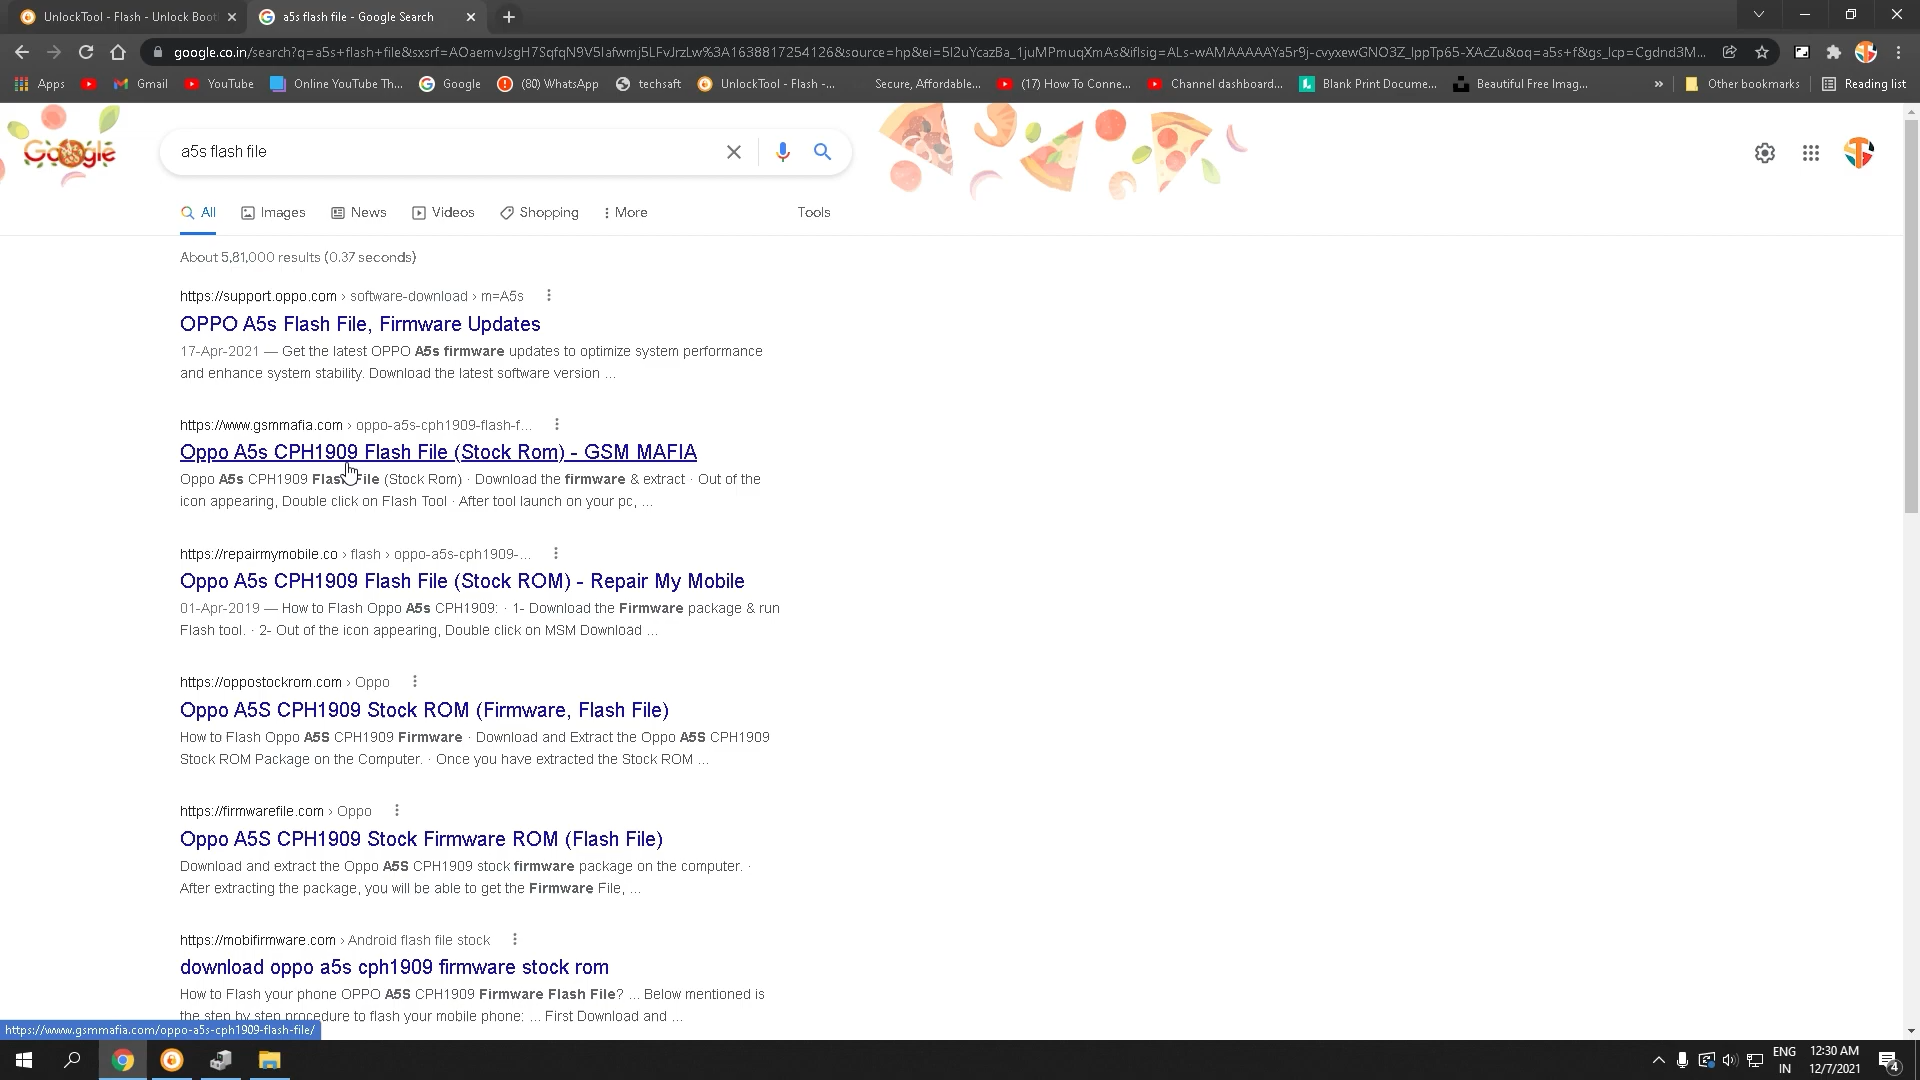 UnlockTool - Flash - Unlock Boot
a5s flash file - Google Search
google.co.in/search?q=a5s+flash+file&sxsrf=AOaemvJsgH7SqfqN9V5Iafwmj5LFvJrzLw%3A1638817254126&source=hp&ei=5I2uYcazBa_1juMPmuqXmAs&iflsig=ALs-wAMAAAAAYa5r9j-cvyxewGNO3Z_IppTp65-XAcZu&oq=a5s+f&gs_lcp=Cgdnd3M...
Apps
Gmail
YouTube
Online YouTube Th...
Google
(80) WhatsApp
techsaft
UnlockTool - Flash -...
Secure, Affordable...
(17) How To Conne...
Channel dashboard...
Blank Print Docume...
Beautiful Free Imag...
»
Other bookmarks
Reading list
Google
a5s flash file
All
Images
News
Videos
Shopping
More
Tools
About 5,81,000 results (0.37 seconds)
https://support.oppo.com › software-download › m=A5s
OPPO A5s Flash File, Firmware Updates
17-Apr-2021 — Get the latest OPPO A5s firmware updates to optimize system performance
and enhance system stability. Download the latest software version ...
https://www.gsmmafia.com › oppo-a5s-cph1909-flash-f...
Oppo A5s CPH1909 Flash File (Stock Rom) - GSM MAFIA
Oppo A5s CPH1909 Flash File (Stock Rom) · Download the firmware & extract · Out of the
icon appearing, Double click on Flash Tool · After tool launch on your pc, ...
https://repairmymobile.co › flash › oppo-a5s-cph1909-...
Oppo A5s CPH1909 Flash File (Stock ROM) - Repair My Mobile
01-Apr-2019 — How to Flash Oppo A5s CPH1909: · 1- Download the Firmware package & run
Flash tool. · 2- Out of the icon appearing, Double click on MSM Download ...
https://oppostockrom.com › Oppo
Oppo A5S CPH1909 Stock ROM (Firmware, Flash File)
How to Flash Oppo A5S CPH1909 Firmware · Download and Extract the Oppo A5S CPH1909
Stock ROM Package on the Computer. · Once you have extracted the Stock ROM ...
https://firmwarefile.com › Oppo
Oppo A5S CPH1909 Stock Firmware ROM (Flash File)
Download and extract the Oppo A5S CPH1909 stock firmware package on the computer. ·
After extracting the package, you will be able to get the Firmware File, ...
https://mobifirmware.com › Android flash file stock
download oppo a5s cph1909 firmware stock rom
How to Flash your phone OPPO A5S CPH1909 Firmware Flash File? ... Below mentioned is
the step by step procedure to flash your mobile phone: ... First Download and ...
https://www.gsmmafia.com/oppo-a5s-cph1909-flash-file/
ENG
IN
12:30 AM
12/7/2021
4